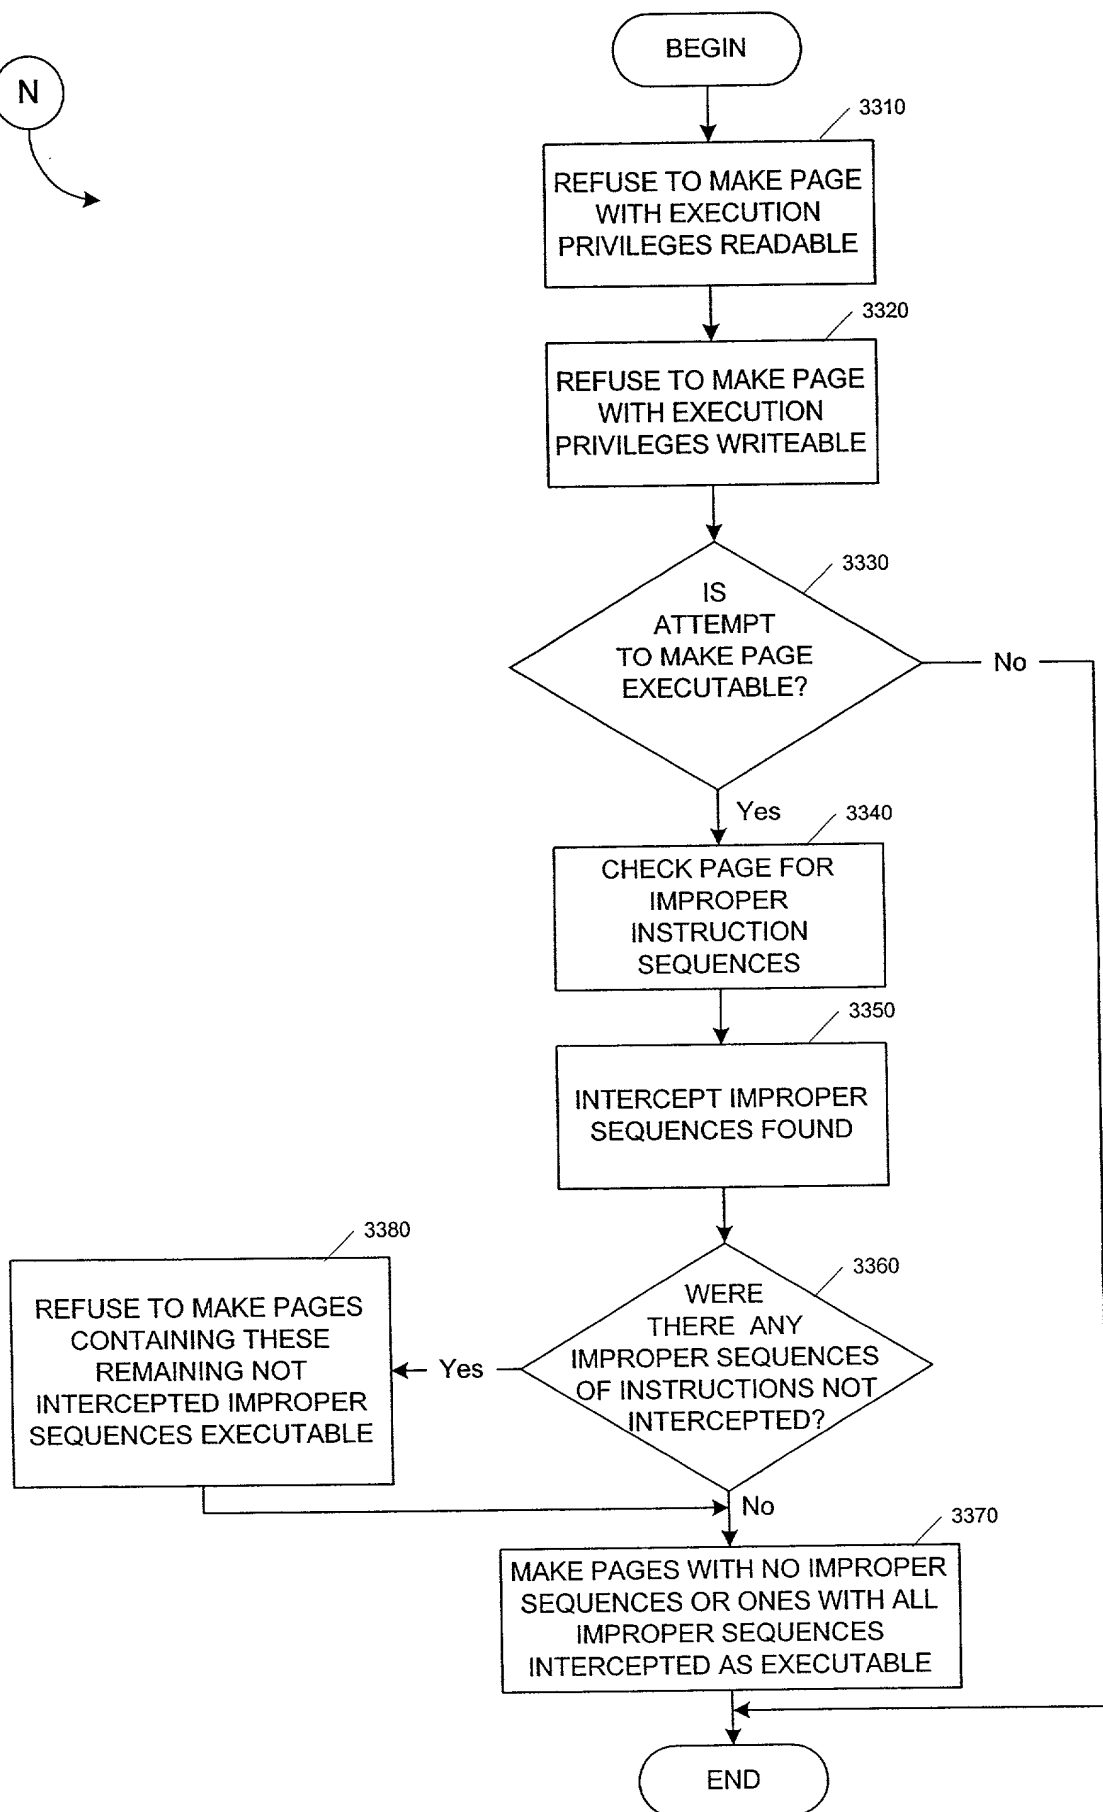 N
BEGIN
3310
REFUSE TO MAKE PAGE
WITH EXECUTION
PRIVILEGES READABLE
3320
REFUSE TO MAKE PAGE
WITH EXECUTION
PRIVILEGES WRITEABLE
3330
IS
ATTEMPT
TO MAKE PAGE
EXECUTABLE?
No
Yes
3340
CHECK PAGE FOR
IMPROPER
INSTRUCTION
SEQUENCES
3350
INTERCEPT IMPROPER
SEQUENCES FOUND
3360
WERE
THERE ANY
IMPROPER SEQUENCES
OF INSTRUCTIONS NOT
INTERCEPTED?
Yes
3380
REFUSE TO MAKE PAGES
CONTAINING THESE
REMAINING NOT
INTERCEPTED IMPROPER
SEQUENCES EXECUTABLE
No
3370
MAKE PAGES WITH NO IMPROPER
SEQUENCES OR ONES WITH ALL
IMPROPER SEQUENCES
INTERCEPTED AS EXECUTABLE
END